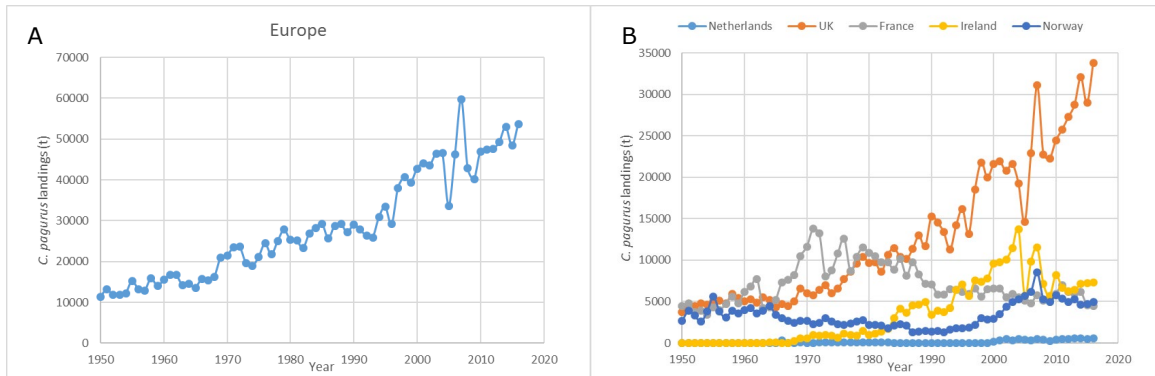 A
Europe
70000
60000
50000
40000
30000
20000
10000
0
1950 1960 1970 1980 1990 2000 2010 2020
Year
C. pagurus landings (t)
B
Netherlands UK France Ireland Norway
35000
30000
25000
20000
15000
10000
5000
0
1950 1960 1970 1980 1990 2000 2010 2020
Year
C. pagurus landings (t)